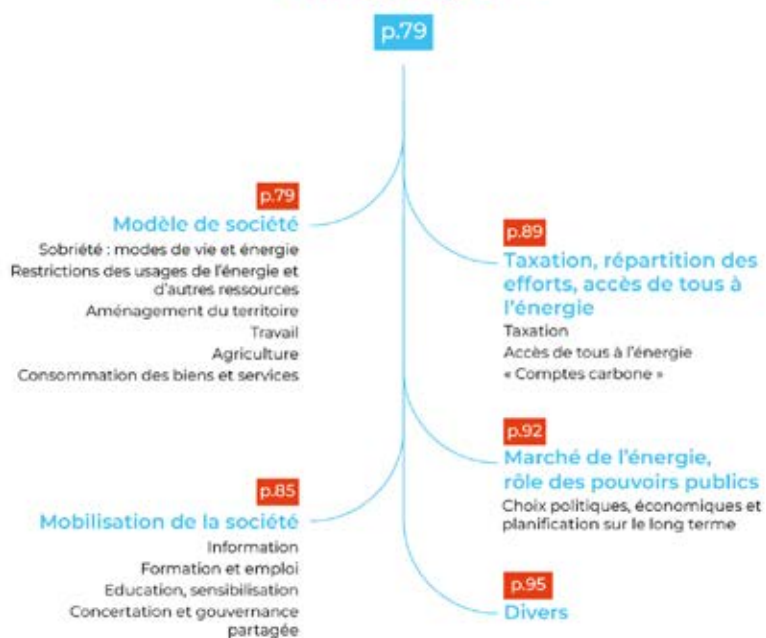 p.79
p.79
Modèle de société
Sobriété : modes de vie et énergie
Restrictions des usages de l'énergie et
d'autres ressources
Aménagement du territoire
Travail
Agriculture
Consommation des biens et services
p.85
Mobilisation de la société
Information
Formation et emploi
Education, sensibilisation
Concertation et gouvernance
partagée
p.89
Taxation, répartition des
efforts, accès de tous à
l'énergie
Taxation
Accès de tous à l'énergie
« Comptes carbone »
p.92
Marché de l'énergie,
rôle des pouvoirs publics
Choix politiques, économiques et
planification sur le long terme
p.95
Divers